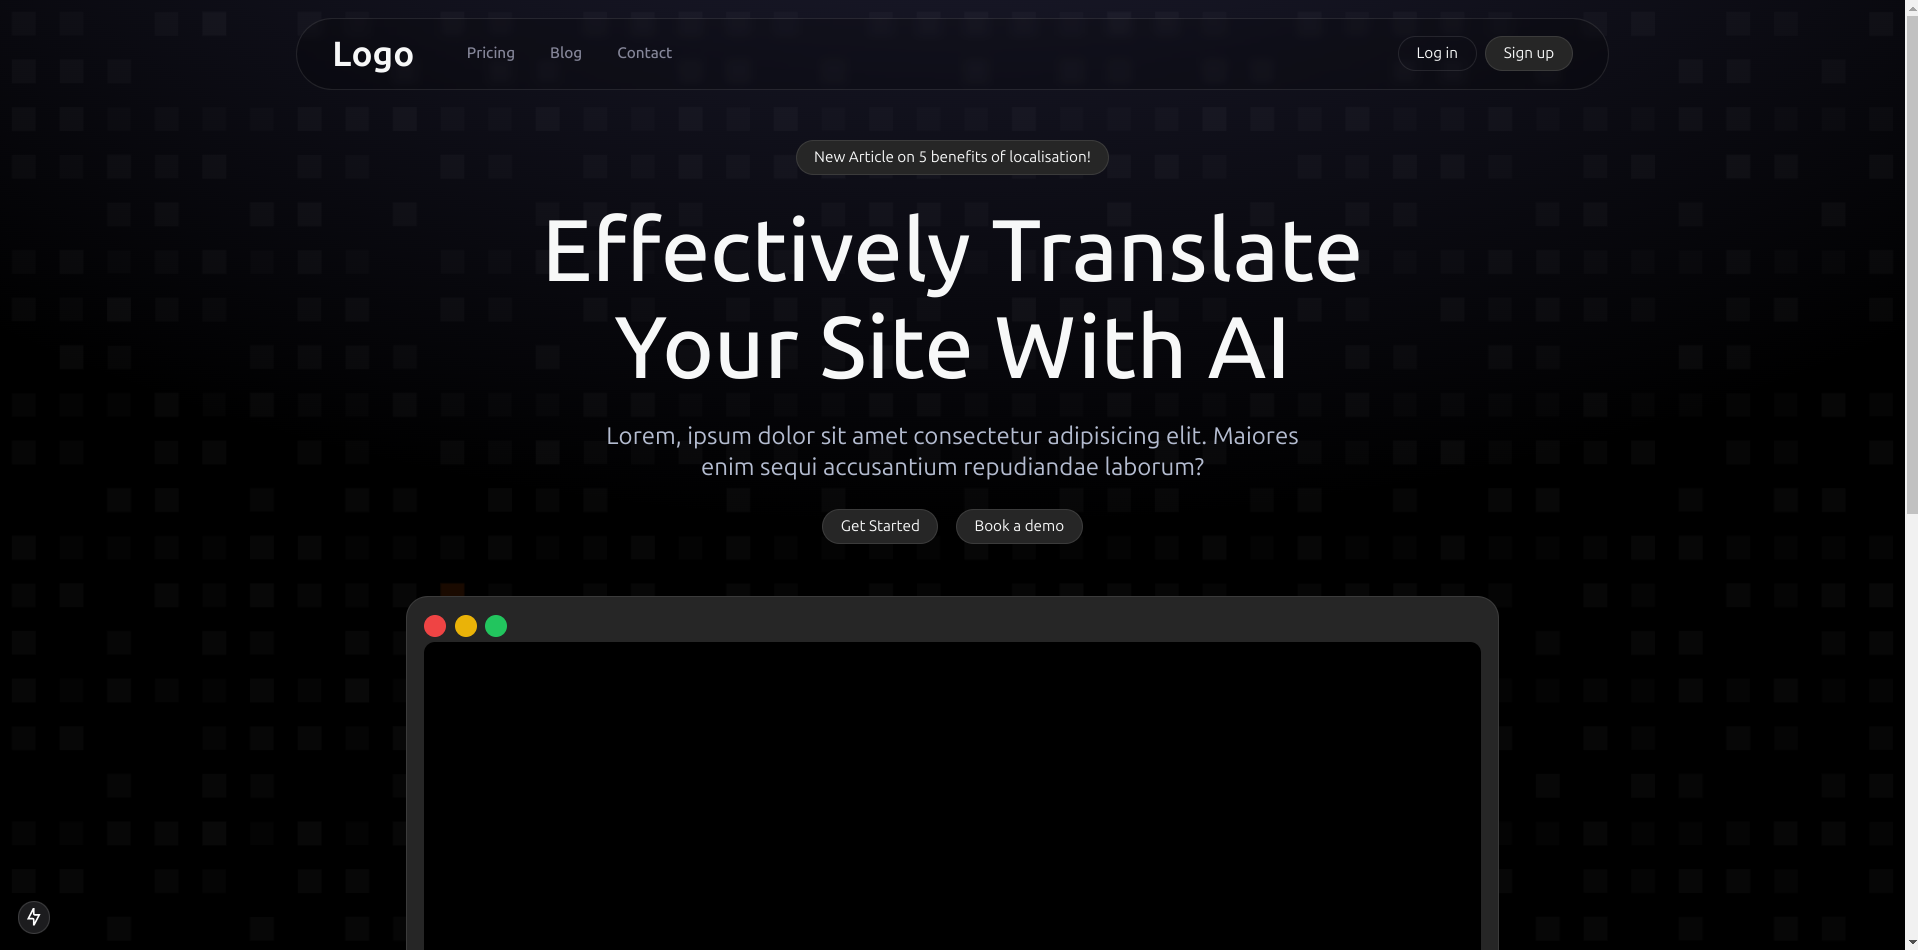 Logo
Pricing
Blog
Contact
Log in
Sign up
New Article on 5 benefits of localisation!
Effectively Translate
Your Site With AI
Lorem, ipsum dolor sit amet consectetur adipisicing elit. Maiores
enim sequi accusantium repudiandae laborum?
Get Started
Book a demo